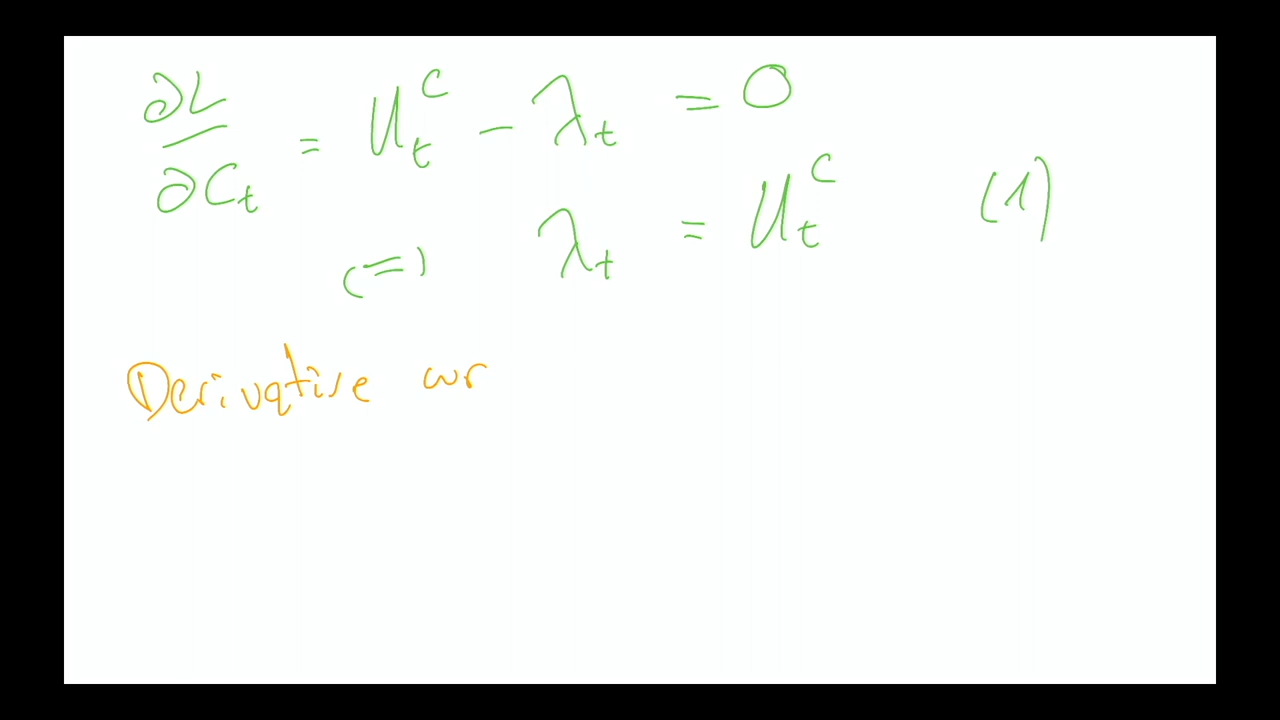 ∂L/∂C_t = U_t^C − λ_t = 0
(=) λ_t = U_t^C (1)
Derivative wr